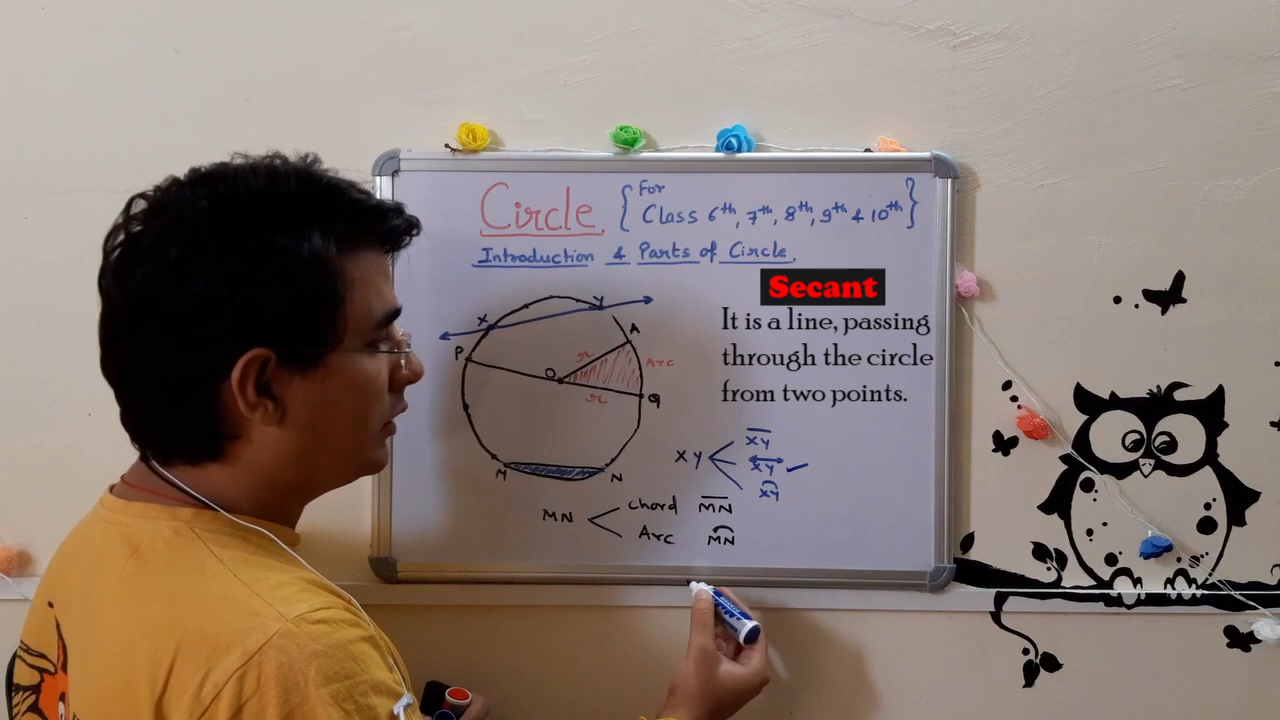 Circle { For Class 6th, 7th, 8th, 9th & 10th }
Introduction & Parts of Circle.
Secant
It is a line, passing
through the circle
from two points.
X
Y
A
P
O
r
r
Arc
Q
M
N
XY
XY
XY
XY
MN
chord MN
Arc MN